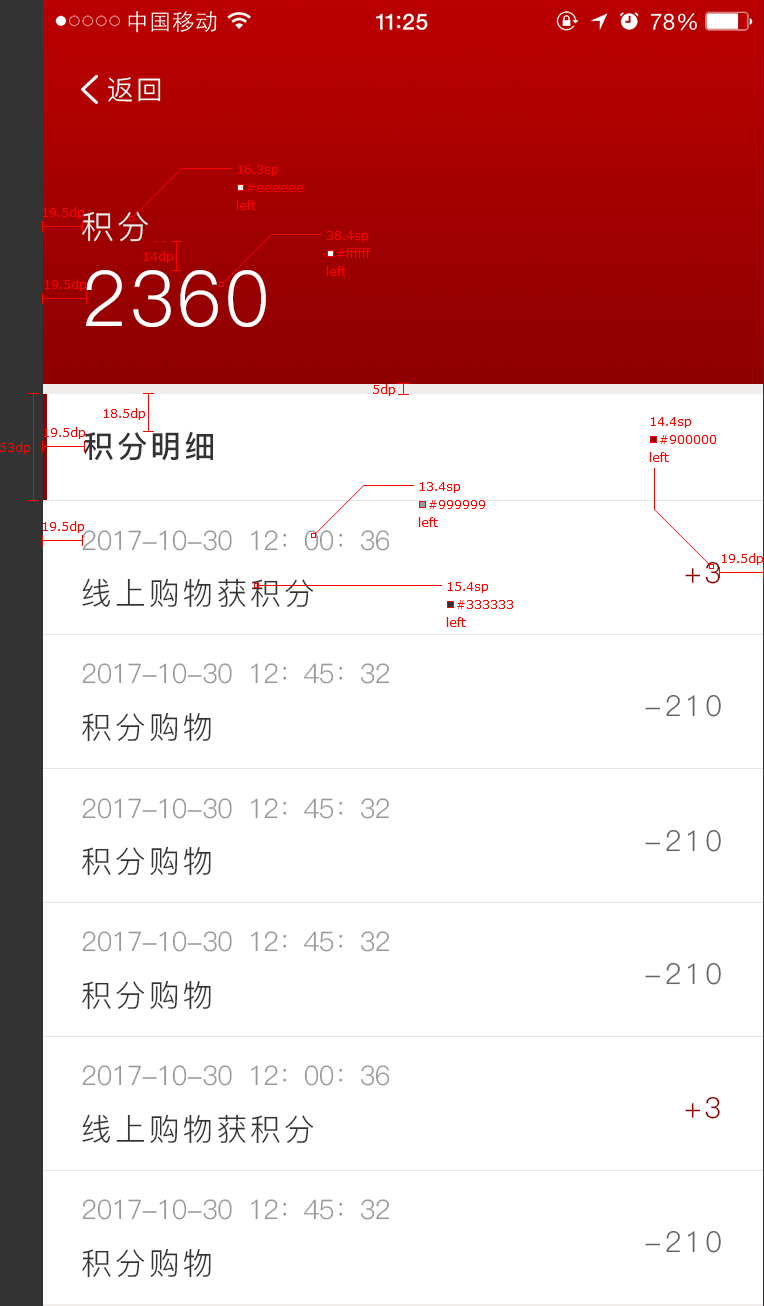 中国移动 11:25 78%
返回
16.3sp
#eeeeee
left
19.5dp
积分
38.4sp
#ffffff
left
14dp
19.5dp
2360
5dp
18.5dp
53dp
19.5dp
积分明细
14.4sp
#900000
left
13.4sp
#999999
left
19.5dp
2017-10-30 12：00：36
19.5dp
+3
线上购物获积分
15.4sp
#333333
left
2017-10-30 12：45：32
-210
积分购物
2017-10-30 12：45：32
-210
积分购物
2017-10-30 12：45：32
-210
积分购物
2017-10-30 12：00：36
+3
线上购物获积分
2017-10-30 12：45：32
-210
积分购物